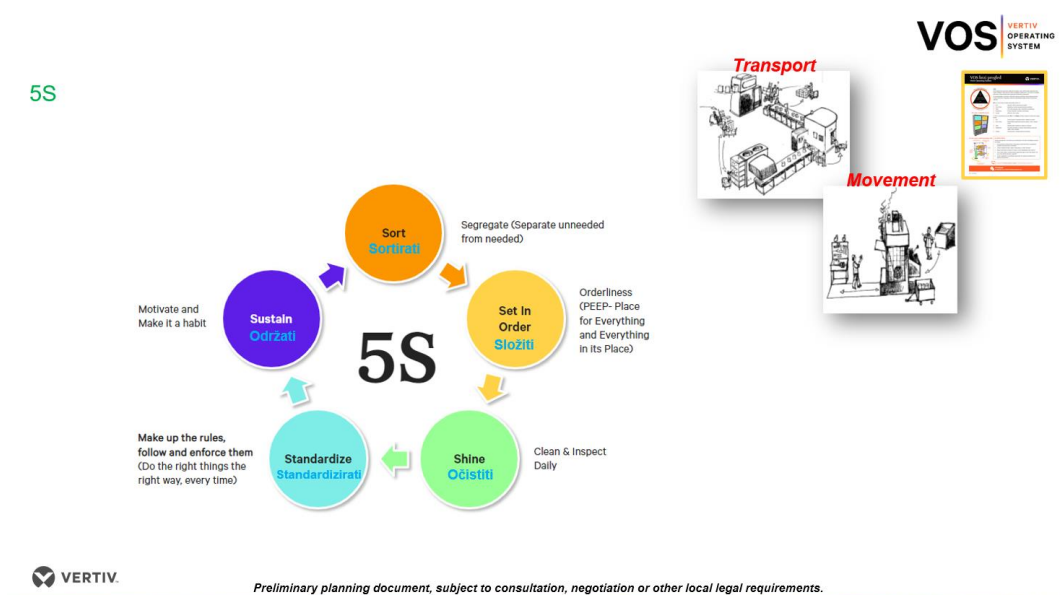 VOS
VERTIV
OPERATING
SYSTEM
Transport
5S
Movement
Sort
Sortirati
Segregate (Separate unneeded
from needed)
Set In
Order
Složiti
Orderliness
(PEEP- Place
for Everything
and Everything
in its Place)
Motivate and
Make it a habit
Sustain
Održati
5S
Make up the rules,
follow and enforce them
(Do the right things the
right way, every time)
Standardize
Standardizirati
Shine
Očistiti
Clean & Inspect
Daily
VERTIV.
Preliminary planning document, subject to consultation, negotiation or other local legal requirements.